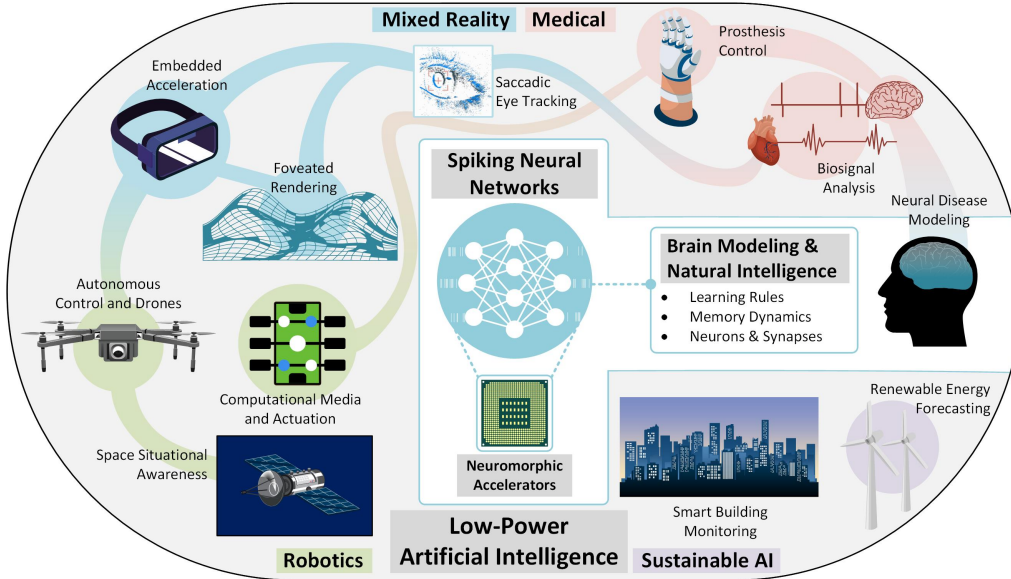 Mixed Reality
Medical
Embedded
Acceleration
Saccadic
Eye Tracking
Prosthesis
Control
Foveated
Rendering
Biosignal
Analysis
Spiking Neural
Networks
Neural Disease
Modeling
Brain Modeling &
Natural Intelligence
• Learning Rules
• Memory Dynamics
• Neurons & Synapses
Autonomous
Control and Drones
Computational Media
and Actuation
Space Situational
Awareness
Neuromorphic
Accelerators
Renewable Energy
Forecasting
Smart Building
Monitoring
Robotics
Low-Power
Artificial Intelligence
Sustainable AI